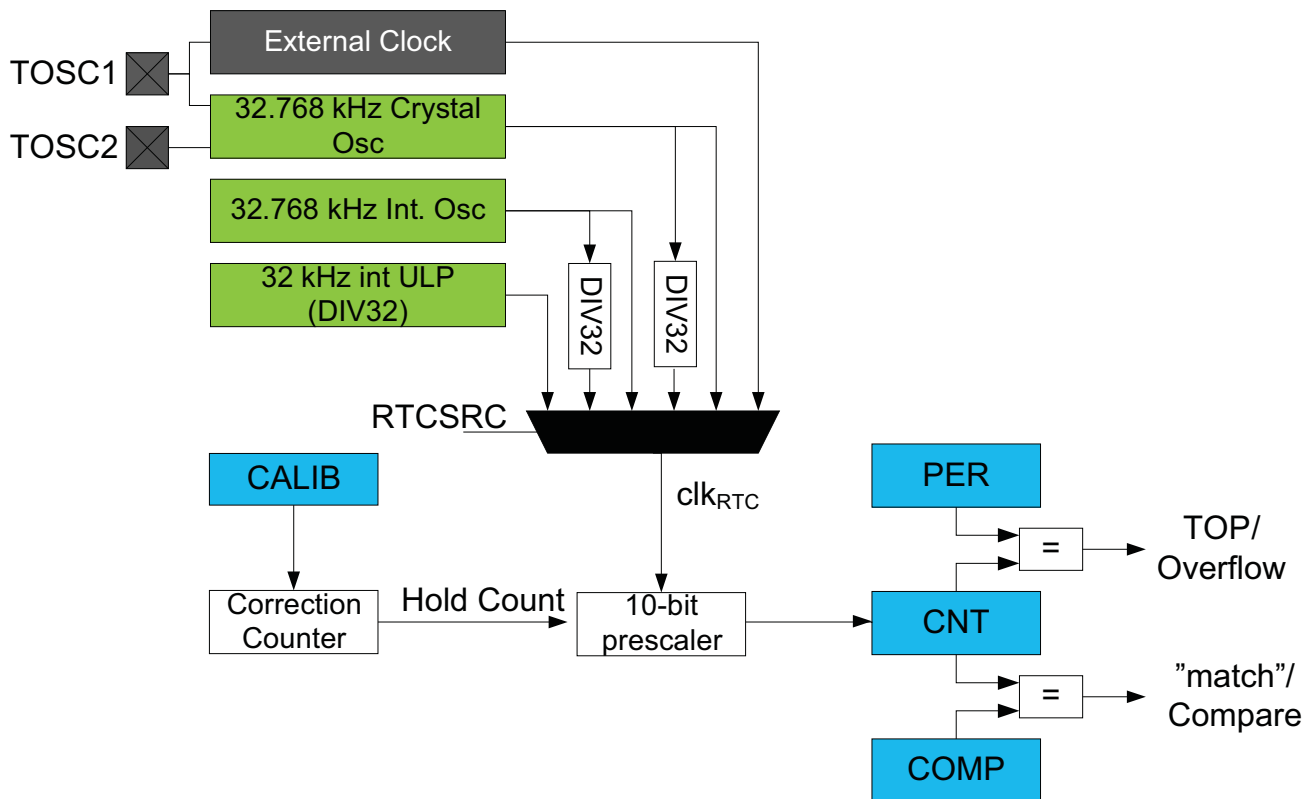 External Clock
TOSC1
32.768 kHz Crystal
Osc
TOSC2
32.768 kHz Int. Osc
32 kHz int ULP
(DIV32)
DIV32
DIV32
RTCSRC
CALIB
clkRTC
PER
=
TOP/
Overflow
Correction
Counter
Hold Count
10-bit
prescaler
CNT
=
”match”/
Compare
COMP